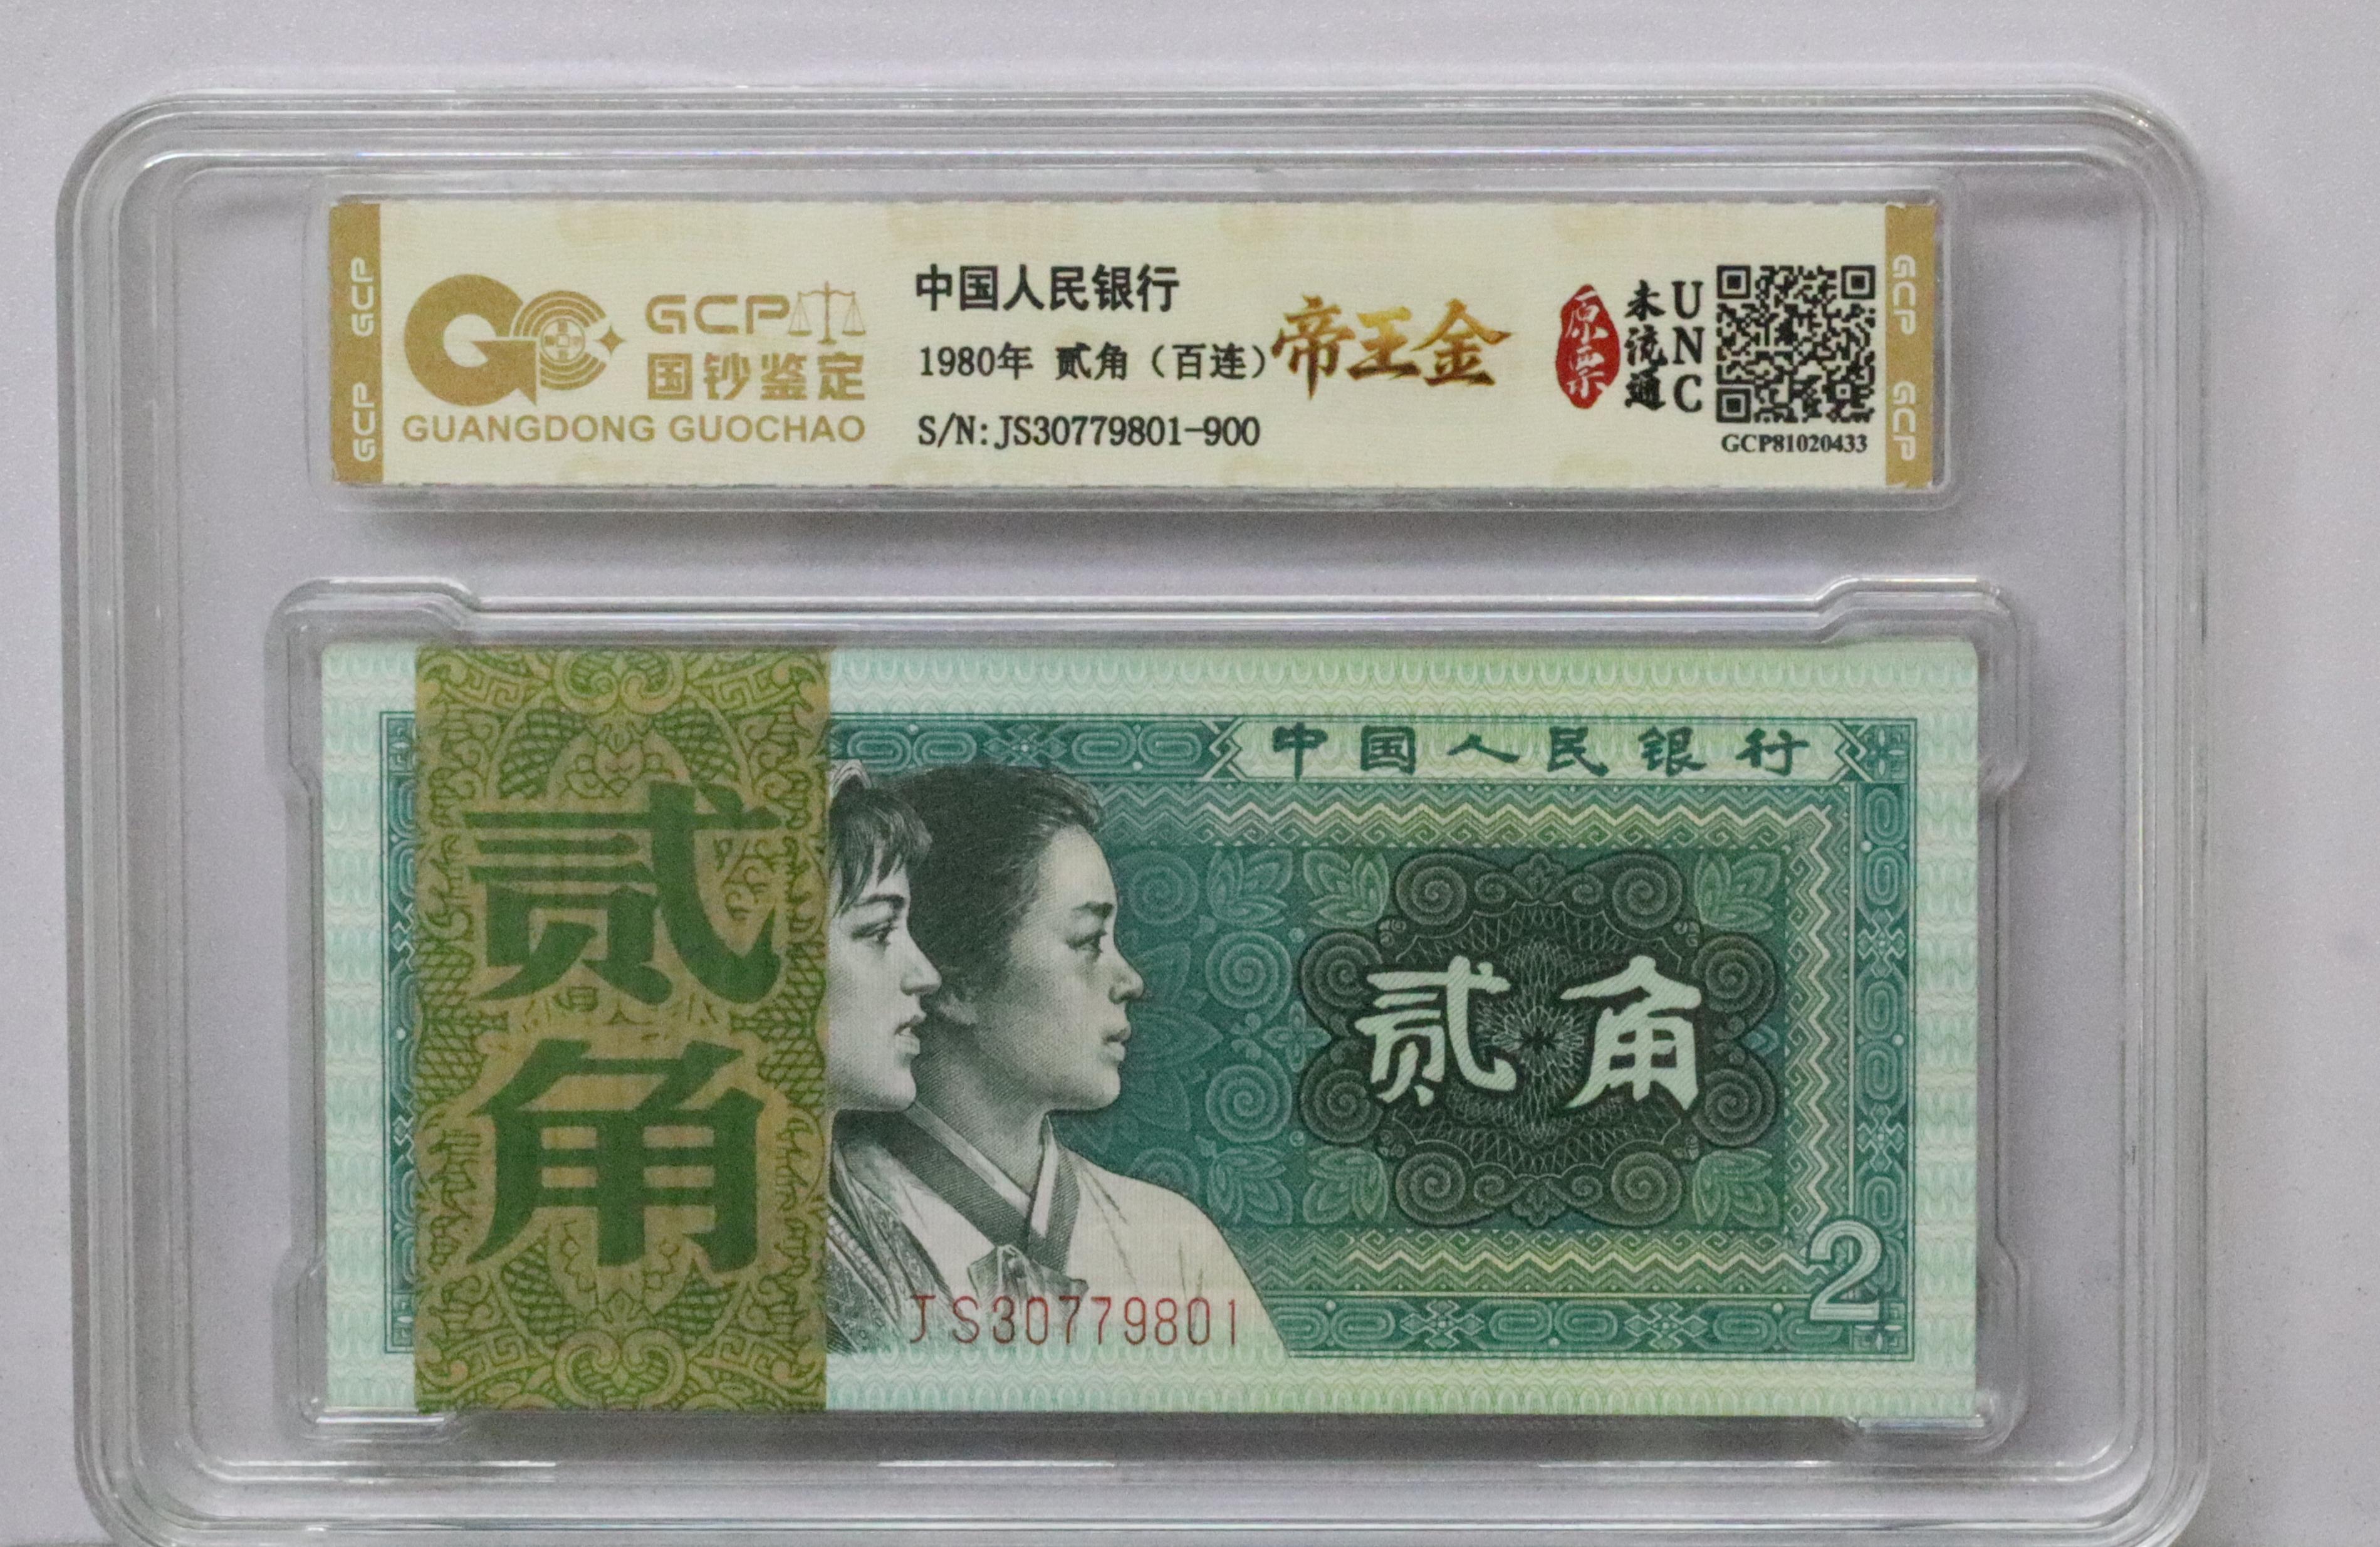 GCP
GCP
GCP
国钞鉴定
GUANGDONG GUOCHAO
中国人民银行
1980年 贰角（百连）
S/N:JS30779801-900
帝王金
原票
未流通
UNC
GCP81020433
GCP
GCP
中国人民银行
贰角
贰角
2
JS30779801